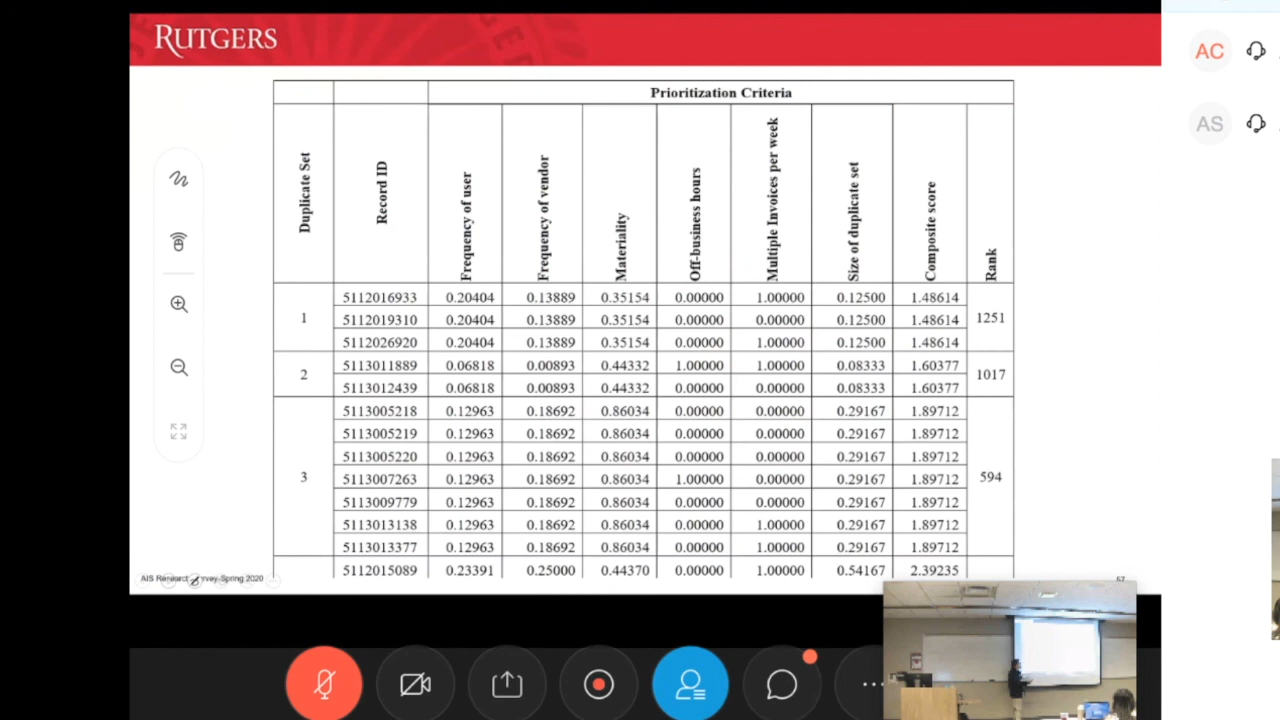 RUTGERS
Prioritization Criteria
Duplicate Set Record ID Frequency of user Frequency of vendor Materiality Off-business hours Multiple Invoices per week Size of duplicate set Composite score Rank
1 5112016933 0.20404 0.13889 0.35154 0.00000 1.00000 0.12500 1.48614 1251
5112019310 0.20404 0.13889 0.35154 0.00000 0.00000 0.12500 1.48614
5112026920 0.20404 0.13889 0.35154 0.00000 1.00000 0.12500 1.48614
2 5113011889 0.06818 0.00893 0.44332 1.00000 1.00000 0.08333 1.60377 1017
5113012439 0.06818 0.00893 0.44332 0.00000 0.00000 0.08333 1.60377
3 5113005218 0.12963 0.18692 0.86034 0.00000 0.00000 0.29167 1.89712 594
5113005219 0.12963 0.18692 0.86034 0.00000 0.00000 0.29167 1.89712
5113005220 0.12963 0.18692 0.86034 0.00000 0.00000 0.29167 1.89712
5113007263 0.12963 0.18692 0.86034 1.00000 0.00000 0.29167 1.89712
5113009779 0.12963 0.18692 0.86034 0.00000 0.00000 0.29167 1.89712
5113013138 0.12963 0.18692 0.86034 0.00000 1.00000 0.29167 1.89712
5113013377 0.12963 0.18692 0.86034 0.00000 1.00000 0.29167 1.89712
5112015089 0.23391 0.25000 0.44370 0.00000 1.00000 0.54167 2.39235
AIS Spring 2020
AC
AS